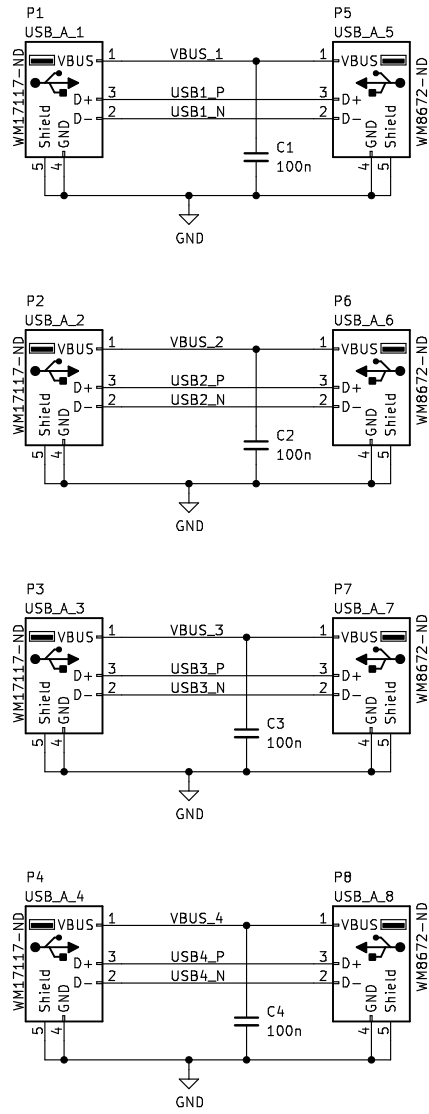 P1
USB_A_1
P5
USB_A_5
WM17117-ND
VBUS 1 VBUS_1 1 VBUS
D+ 3 USB1_P 3 D+
D- 2 USB1_N 2 D-
Shield
GND
5
4
C1
100n
GND
Shield
4
5
WM8672-ND
GND
P2
USB_A_2
P6
USB_A_6
WM17117-ND
VBUS 1 VBUS_2 1 VBUS
D+ 3 USB2_P 3 D+
D- 2 USB2_N 2 D-
Shield
GND
5
4
C2
100n
GND
Shield
4
5
WM8672-ND
GND
P3
USB_A_3
P7
USB_A_7
WM17117-ND
VBUS 1 VBUS_3 1 VBUS
D+ 3 USB3_P 3 D+
D- 2 USB3_N 2 D-
Shield
GND
5
4
C3
100n
GND
Shield
4
5
WM8672-ND
GND
P4
USB_A_4
P8
USB_A_8
WM17117-ND
VBUS 1 VBUS_4 1 VBUS
D+ 3 USB4_P 3 D+
D- 2 USB4_N 2 D-
Shield
GND
5
4
C4
100n
GND
Shield
4
5
WM8672-ND
GND